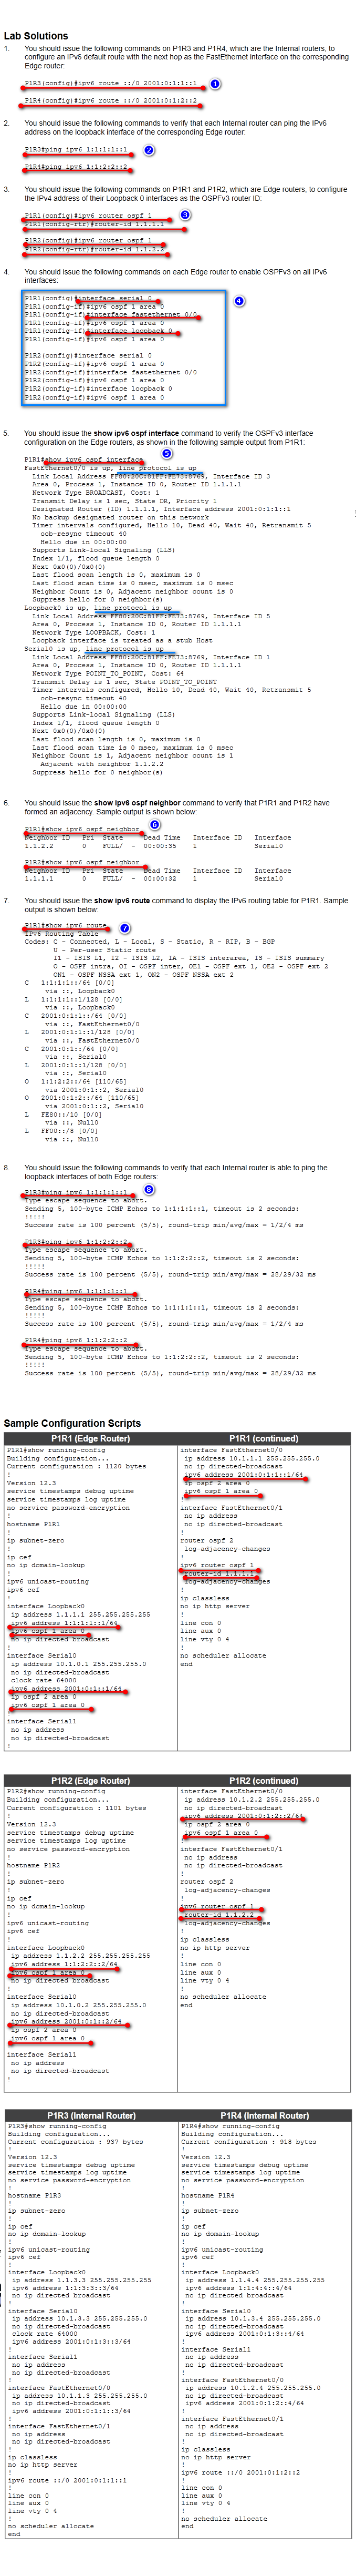 Lab Solutions
1. You should issue the following commands on P1R3 and P1R4, which are the Internal routers, to
configure an IPv6 default route with the next hop as the FastEthernet interface on the corresponding
Edge router:
P1R3(config)#ipv6 route ::/0 2001:0:1:1::1
1
P1R4(config)#ipv6 route ::/0 2001:0:1:2::2
2. You should issue the following commands to verify that each Internal router can ping the IPv6
address on the loopback interface of the corresponding Edge router:
P1R3#ping ipv6 1:1:1:1::1
2
P1R4#ping ipv6 1:1:2:2::2
3. You should issue the following commands on P1R1 and P1R2, which are Edge routers, to configure
the IPv4 address of their Loopback 0 interfaces as the OSPFv3 router ID:
P1R1(config)#ipv6 router ospf 1
3
P1R1(config-rtr)#router-id 1.1.1.1
P1R2(config)#ipv6 router ospf 1
P1R2(config-rtr)#router-id 1.1.2.2
4. You should issue the following commands on each Edge router to enable OSPFv3 on all IPv6
interfaces:
P1R1(config)#interface serial 0
4
P1R1(config-if)#ipv6 ospf 1 area 0
P1R1(config-if)#interface fastethernet 0/0
P1R1(config-if)#ipv6 ospf 1 area 0
P1R1(config-if)#interface loopback 0
P1R1(config-if)#ipv6 ospf 1 area 0
P1R2(config)#interface serial 0
P1R2(config-if)#ipv6 ospf 1 area 0
P1R2(config-if)#interface fastethernet 0/0
P1R2(config-if)#ipv6 ospf 1 area 0
P1R2(config-if)#interface loopback 0
P1R2(config-if)#ipv6 ospf 1 area 0
5. You should issue the show ipv6 ospf interface command to verify the OSPFv3 interface
configuration on the Edge routers, as shown in the following sample output from P1R1:
5
P1R1#show ipv6 ospf interface
FastEthernet0/0 is up, line protocol is up
Link Local Address FE80:20C:81FF:FE73:8769, Interface ID 3
Area 0, Process 1, Instance ID 0, Router ID 1.1.1.1
Network Type BROADCAST, Cost: 1
Transmit Delay is 1 sec, State DR, Priority 1
Designated Router (ID) 1.1.1.1, Interface address 2001:0:1:1::1
No backup designated router on this network
Timer intervals configured, Hello 10, Dead 40, Wait 40, Retransmit 5
oob-resync timeout 40
Hello due in 00:00:00
Supports Link-local Signaling (LLS)
Index 1/1, flood queue length 0
Next 0x0(0)/0x0(0)
Last flood scan length is 0, maximum is 0
Last flood scan time is 0 msec, maximum is 0 msec
Neighbor Count is 0, Adjacent neighbor count is 0
Suppress hello for 0 neighbor(s)
Loopback0 is up, line protocol is up
Link Local Address FF80:20C:81FF:FE73:8769, Interface ID 5
Area 0, Process 1, Instance ID 0, Router ID 1.1.1.1
Network Type LOOPBACK, Cost: 1
Loopback interface is treated as a stub Host
Serial0 is up, line protocol is up
Link Local Address FF80:20C:81FF:FE73:8769, Interface ID 1
Area 0, Process 1, Instance ID 0, Router ID 1.1.1.1
Network Type POINT_TO_POINT, Cost: 64
Transmit Delay is 1 sec, State POINT_TO_POINT
Timer intervals configured, Hello 10, Dead 40, Wait 40, Retransmit 5
oob-resync timeout 40
Hello due in 00:00:00
Supports Link-local Signaling (LLS)
Index 1/1, flood queue length 0
Next 0x0(0)/0x0(0)
Last flood scan length is 0, maximum is 0
Last flood scan time is 0 msec, maximum is 0 msec
Neighbor Count is 1, Adjacent neighbor count is 1
Adjacent with neighbor 1.1.2.2
Suppress hello for 0 neighbor(s)
6. You should issue the show ipv6 ospf neighbor command to verify that P1R1 and P1R2 have
formed an adjacency. Sample output is shown below:
6
P1R1#show ipv6 ospf neighbor
Neighbor ID Pri State Dead Time Interface ID Interface
1.1.2.2 0 FULL/ - 00:00:35 1 Serial0
P1R2#show ipv6 ospf neighbor
Neighbor ID Pri State Dead Time Interface ID Interface
1.1.1.1 0 FULL/ - 00:00:32 1 Serial0
7. You should issue the show ipv6 route command to display the IPv6 routing table for P1R1. Sample
output is shown below:
P1R1#show ipv6 route
7
IPv6 Routing Table
Codes: C - Connected, L - Local, S - Static, R - RIP, B - BGP
U - Per-user Static route
I1 - ISIS L1, I2 - ISIS L2, IA - ISIS interarea, IS - ISIS summary
O - OSPF intra, OI - OSPF inter, OE1 - OSPF ext 1, OE2 - OSPF ext 2
ON1 - OSPF NSSA ext 1, ON2 - OSPF NSSA ext 2
C 1:1:1:1::/64 [0/0]
via ::, Loopback0
L 1:1:1:1::1/128 [0/0]
via ::, Loopback0
C 2001:0:1:1::/64 [0/0]
via ::, FastEthernet0/0
L 2001:0:1:1::1/128 [0/0]
via ::, FastEthernet0/0
C 2001:0:1::/64 [0/0]
via ::, Serial0
L 2001:0:1::1/128 [0/0]
via ::, Serial0
O 1:1:2:2::/64 [110/65]
via 2001:0:1::2, Serial0
O 2001:0:1:2::/64 [110/65]
via 2001:0:1::2, Serial0
L FE80::/10 [0/0]
via ::, Null0
L FF00::/8 [0/0]
via ::, Null0
8. You should issue the following commands to verify that each Internal router is able to ping the
loopback interfaces of both Edge routers:
P1R3#ping ipv6 1:1:1:1::1
8
Type escape sequence to abort.
Sending 5, 100-byte ICMP Echos to 1:1:1:1::1, timeout is 2 seconds:
!!!!!
Success rate is 100 percent (5/5), round-trip min/avg/max = 1/2/4 ms
P1R3#ping ipv6 1:1:2:2::2
Type escape sequence to abort.
Sending 5, 100-byte ICMP Echos to 1:1:2:2::2, timeout is 2 seconds:
!!!!!
Success rate is 100 percent (5/5), round-trip min/avg/max = 28/29/32 ms
P1R4#ping ipv6 1:1:1:1::1
Type escape sequence to abort.
Sending 5, 100-byte ICMP Echos to 1:1:1:1::1, timeout is 2 seconds:
!!!!!
Success rate is 100 percent (5/5), round-trip min/avg/max = 1/2/4 ms
P1R4#ping ipv6 1:1:2:2::2
Type escape sequence to abort.
Sending 5, 100-byte ICMP Echos to 1:1:2:2::2, timeout is 2 seconds:
!!!!!
Success rate is 100 percent (5/5), round-trip min/avg/max = 28/29/32 ms
Sample Configuration Scripts
P1R1 (Edge Router)
P1R1#show running-config
Building configuration...
Current configuration : 1120 bytes
!
Version 12.3
service timestamps debug uptime
service timestamps log uptime
no service password-encryption
!
hostname P1R1
!
ip subnet-zero
!
ip cef
no ip domain-lookup
!
ipv6 unicast-routing
ipv6 cef
!
interface Loopback0
ip address 1.1.1.1 255.255.255.255
ipv6 address 1:1:1:1::1/64
ipv6 ospf 1 area 0
no ip directed broadcast
!
interface Serial0
ip address 10.1.0.1 255.255.255.0
no ip directed-broadcast
clock rate 64000
ipv6 address 2001:0:1::1/64
ip ospf 2 area 0
ipv6 ospf 1 area 0
!
interface Serial1
no ip address
no ip directed-broadcast
!
P1R1 (continued)
interface FastEthernet0/0
ip address 10.1.1.1 255.255.255.0
no ip directed-broadcast
ipv6 address 2001:0:1:1::1/64
ip ospf 2 area 0
ipv6 ospf 1 area 0
!
interface FastEthernet0/1
no ip address
no ip directed-broadcast
!
router ospf 2
log-adjacency-changes
!
ipv6 router ospf 1
router-id 1.1.1.1
log-adjacency-changes
!
ip classless
no ip http server
!
line con 0
line aux 0
line vty 0 4
!
no scheduler allocate
end
P1R2 (Edge Router)
P1R2#show running-config
Building configuration...
Current configuration : 1101 bytes
!
Version 12.3
service timestamps debug uptime
service timestamps log uptime
no service password-encryption
!
hostname P1R2
!
ip subnet-zero
!
ip cef
no ip domain-lookup
!
ipv6 unicast-routing
ipv6 cef
!
interface Loopback0
ip address 1.1.2.2 255.255.255.255
ipv6 address 1:1:2:2::2/64
ipv6 ospf 1 area 0
no ip directed broadcast
!
interface Serial0
ip address 10.1.0.2 255.255.255.0
no ip directed-broadcast
ipv6 address 2001:0:1::2/64
ip ospf 2 area 0
ipv6 ospf 1 area 0
!
interface Serial1
no ip address
no ip directed-broadcast
!
P1R2 (continued)
interface FastEthernet0/0
ip address 10.1.2.2 255.255.255.0
no ip directed-broadcast
ipv6 address 2001:0:1:2::2/64
ip ospf 2 area 0
ipv6 ospf 1 area 0
!
interface FastEthernet0/1
no ip address
no ip directed-broadcast
!
router ospf 2
log-adjacency-changes
!
ipv6 router ospf 1
router-id 1.1.2.2
log-adjacency-changes
!
ip classless
no ip http server
!
line con 0
line aux 0
line vty 0 4
!
no scheduler allocate
end
P1R3 (Internal Router)
P1R3#show running-config
Building configuration...
Current configuration : 937 bytes
!
Version 12.3
service timestamps debug uptime
service timestamps log uptime
no service password-encryption
!
hostname P1R3
!
ip subnet-zero
!
ip cef
no ip domain-lookup
!
ipv6 unicast-routing
ipv6 cef
!
interface Loopback0
ip address 1.1.3.3 255.255.255.255
ipv6 address 1:1:3:3::3/64
no ip directed broadcast
!
interface Serial0
ip address 10.1.3.3 255.255.255.0
no ip directed-broadcast
clock rate 64000
ipv6 address 2001:0:1:3::3/64
!
interface Serial1
no ip address
no ip directed-broadcast
!
interface FastEthernet0/0
ip address 10.1.1.3 255.255.255.0
no ip directed-broadcast
ipv6 address 2001:0:1:1::3/64
!
interface FastEthernet0/1
no ip address
no ip directed-broadcast
!
ip classless
no ip http server
!
ipv6 route ::/0 2001:0:1:1::1
!
line con 0
line aux 0
line vty 0 4
!
no scheduler allocate
end
P1R4 (Internal Router)
P1R4#show running-config
Building configuration...
Current configuration : 918 bytes
!
Version 12.3
service timestamps debug uptime
service timestamps log uptime
no service password-encryption
!
hostname P1R4
!
ip subnet-zero
!
ip cef
no ip domain-lookup
!
ipv6 unicast-routing
ipv6 cef
!
interface Loopback0
ip address 1.1.4.4 255.255.255.255
ipv6 address 1:1:4:4::4/64
no ip directed broadcast
!
interface Serial0
ip address 10.1.3.4 255.255.255.0
no ip directed-broadcast
ipv6 address 2001:0:1:3::4/64
!
interface Serial1
no ip address
no ip directed-broadcast
!
interface FastEthernet0/0
ip address 10.1.2.4 255.255.255.0
no ip directed-broadcast
ipv6 address 2001:0:1:2::4/64
!
interface FastEthernet0/1
no ip address
no ip directed-broadcast
!
ip classless
no ip http server
!
ipv6 route ::/0 2001:0:1:2::2
!
line con 0
line aux 0
line vty 0 4
!
no scheduler allocate
end